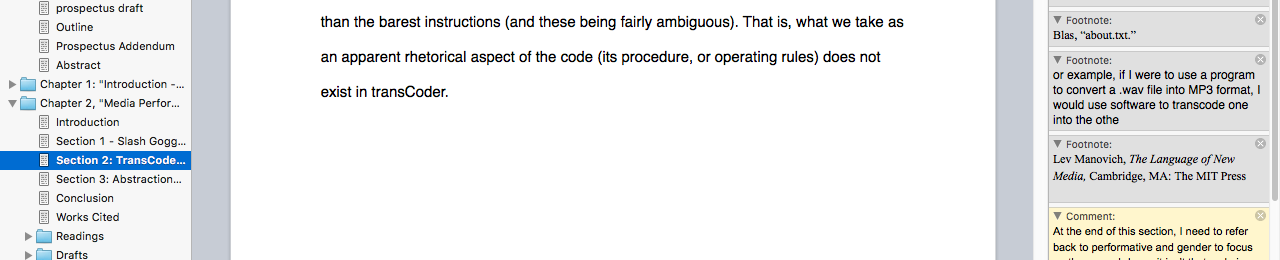 prospectus draft
Outline
Prospectus Addendum
Abstract
Chapter 1: "Introduction -...
Chapter 2, "Media Perfor...
Introduction
Section 1 - Slash Gogg...
Section 2: TransCode...
Section 3: Abstraction...
Conclusion
Works Cited
Readings
Drafts
than the barest instructions (and these being fairly ambiguous). That is, what we take as
an apparent rhetorical aspect of the code (its procedure, or operating rules) does not
exist in transCoder.
Footnote:
Blas, “about.txt.”
Footnote:
or example, if I were to use a program
to convert a .wav file into MP3 format, I
would use software to transcode one
into the othe
Footnote:
Lev Manovich, The Language of New
Media, Cambridge, MA: The MIT Press
Comment:
At the end of this section, I need to refer
back to performative and gender to focus